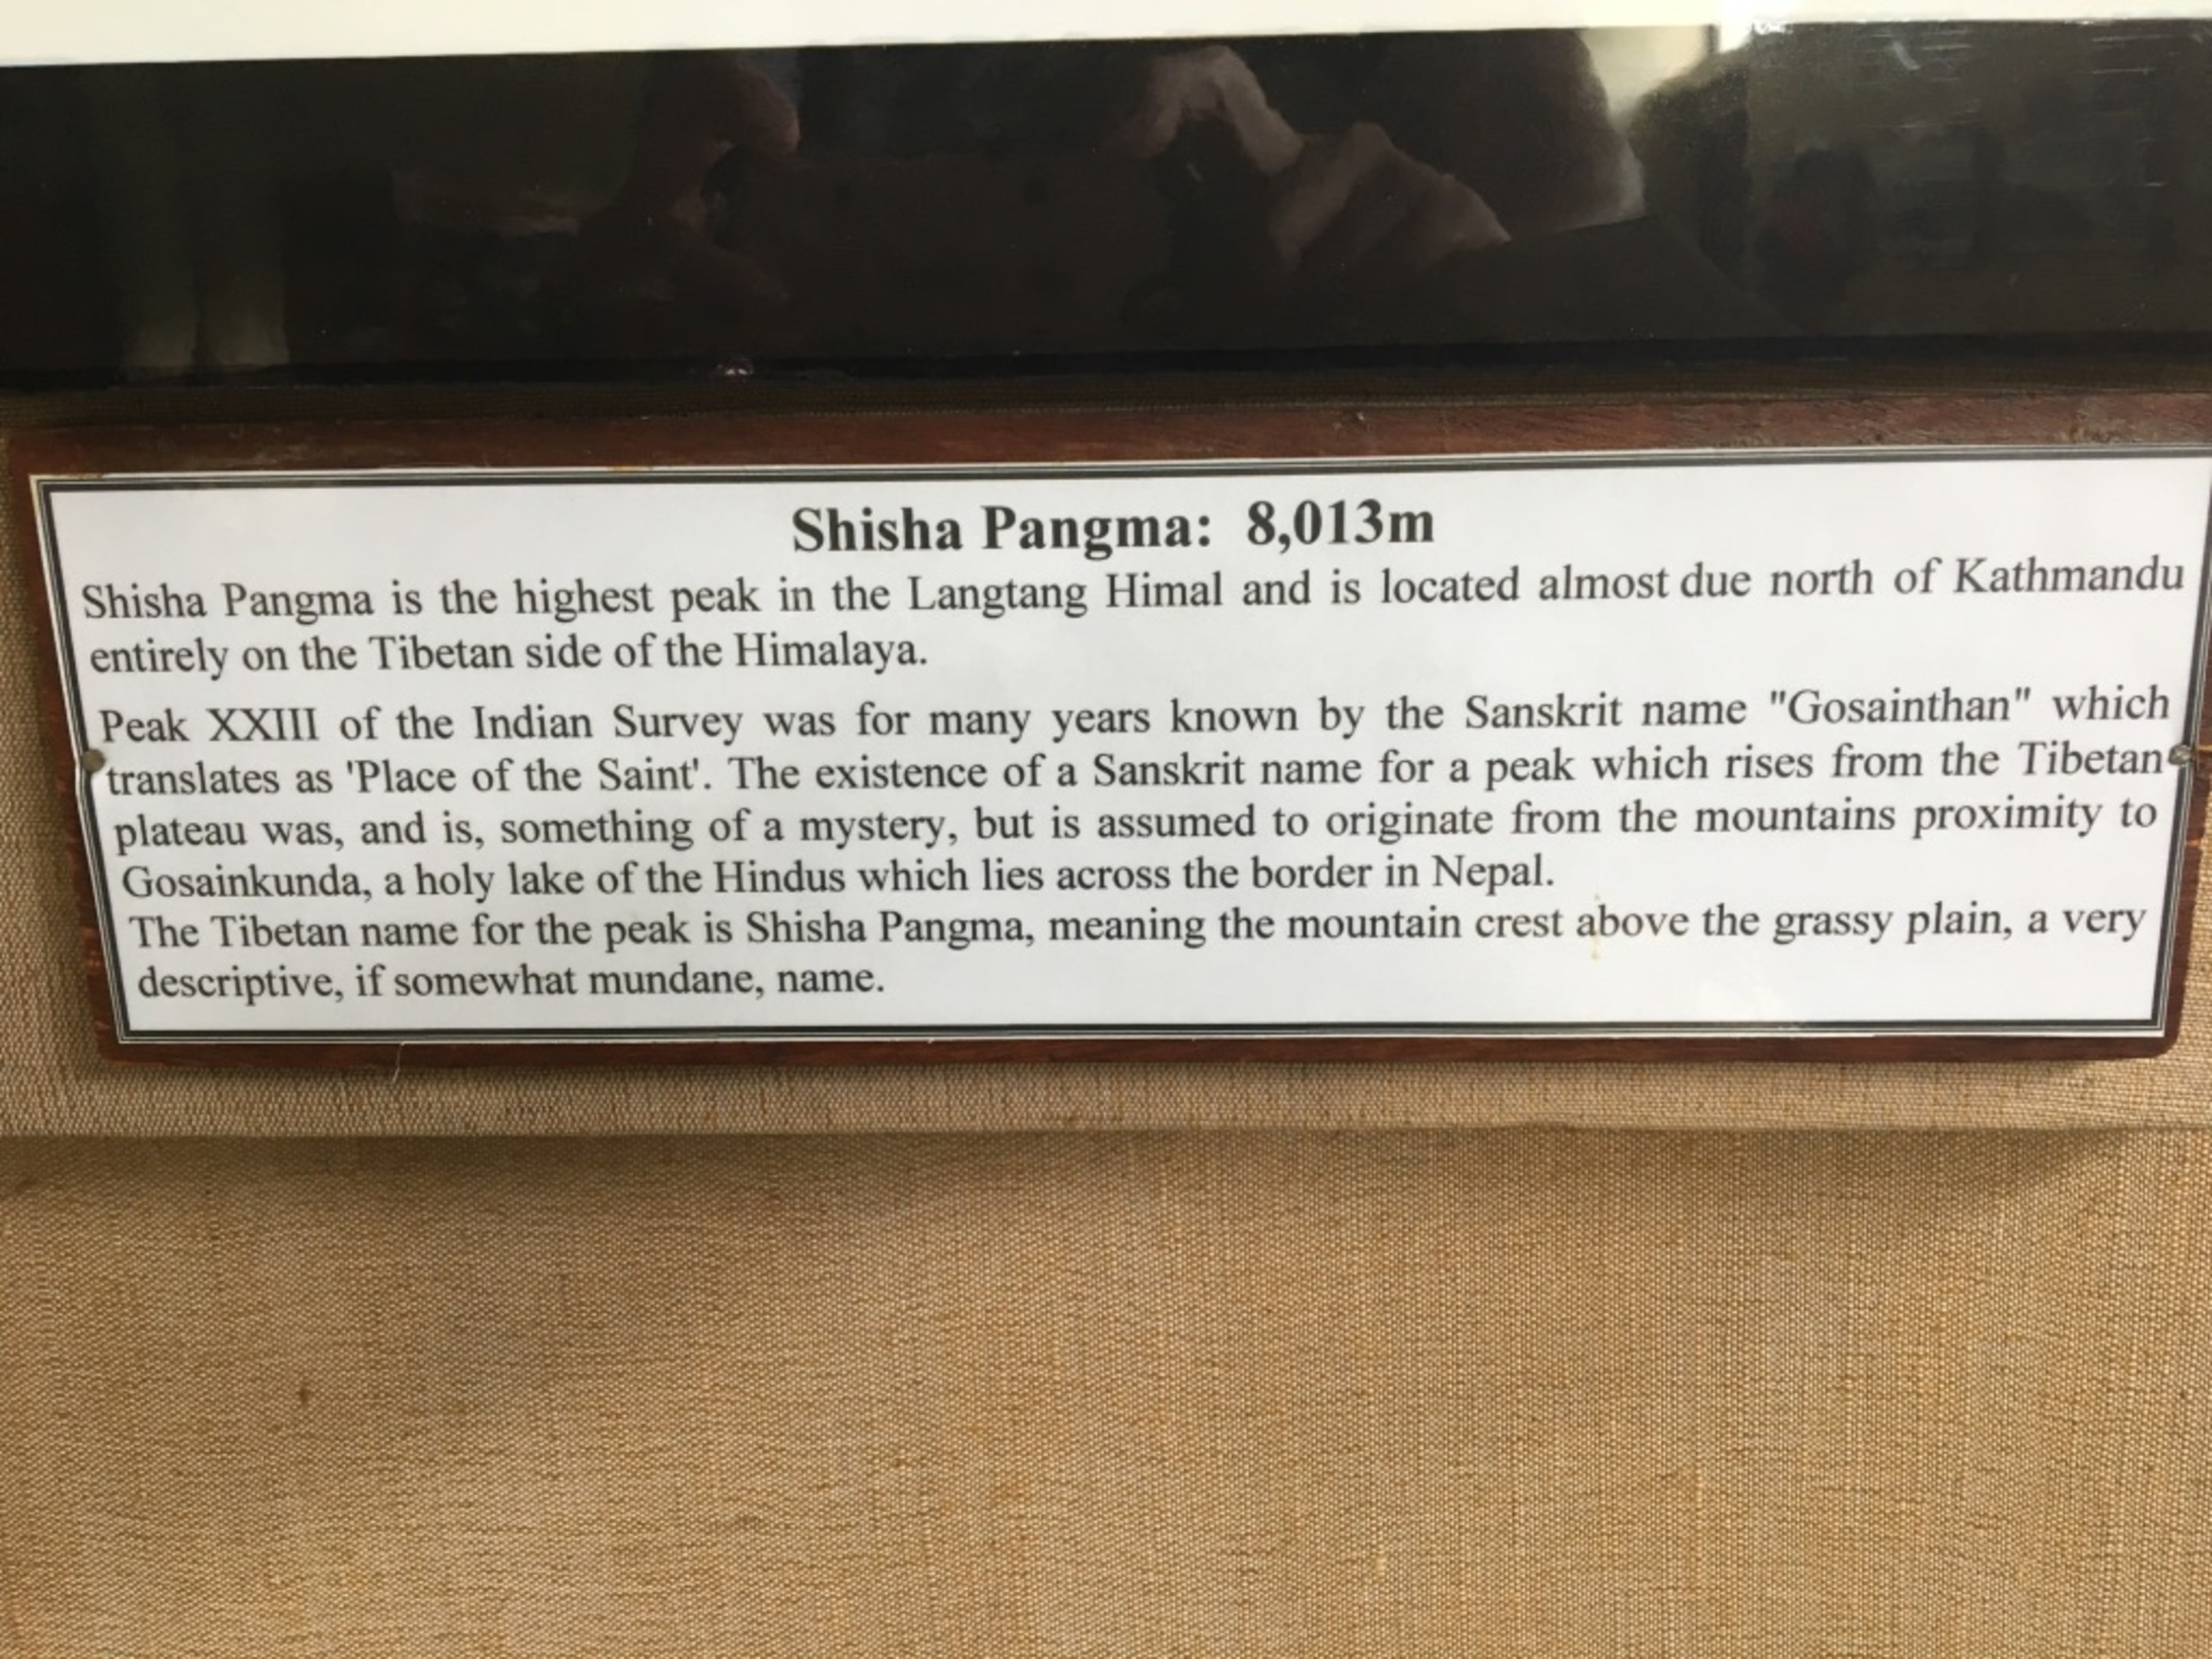 Shisha Pangma: 8,013m
Shisha Pangma is the highest peak in the Langtang Himal and is located almost due north of Kathmandu
entirely on the Tibetan side of the Himalaya.
Peak XXIII of the Indian Survey was for many years known by the Sanskrit name "Gosainthan" which
translates as 'Place of the Saint'. The existence of a Sanskrit name for a peak which rises from the Tibetan
plateau was, and is, something of a mystery, but is assumed to originate from the mountains proximity to
Gosainkunda, a holy lake of the Hindus which lies across the border in Nepal.
The Tibetan name for the peak is Shisha Pangma, meaning the mountain crest above the grassy plain, a very
descriptive, if somewhat mundane, name.